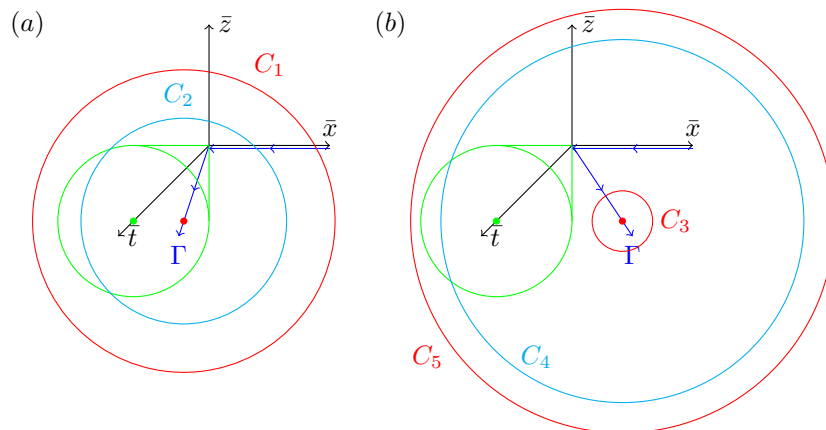 (a)
z̄
C₁
C₂
x̄
t̄
Γ
(b)
z̄
x̄
C₃
t̄
Γ
C₅
C₄